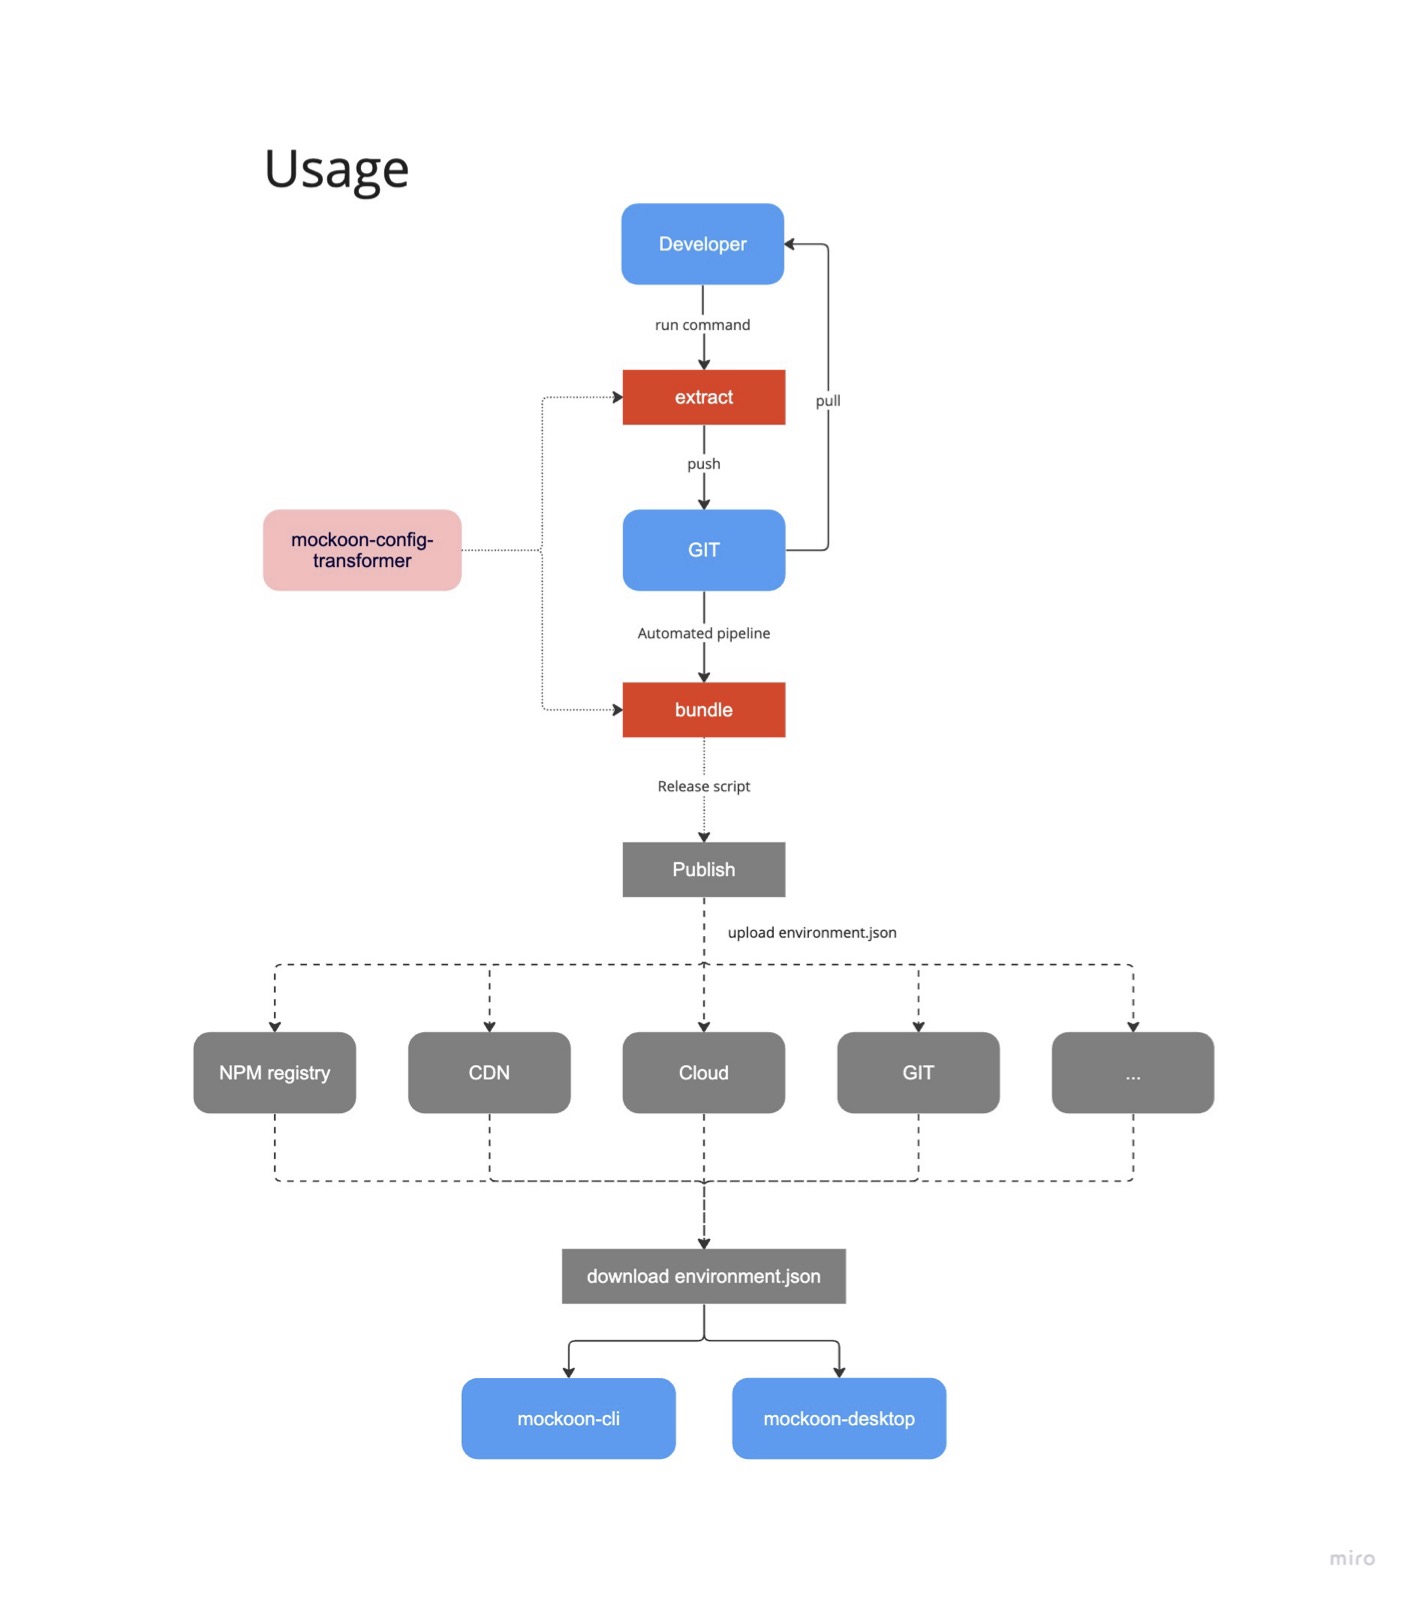 Usage
Developer
run command
extract
pull
push
mockoon-config-
transformer
GIT
Automated pipeline
bundle
Release script
Publish
upload environment.json
NPM registry
CDN
Cloud
GIT
...
download environment.json
mockoon-cli
mockoon-desktop
miro